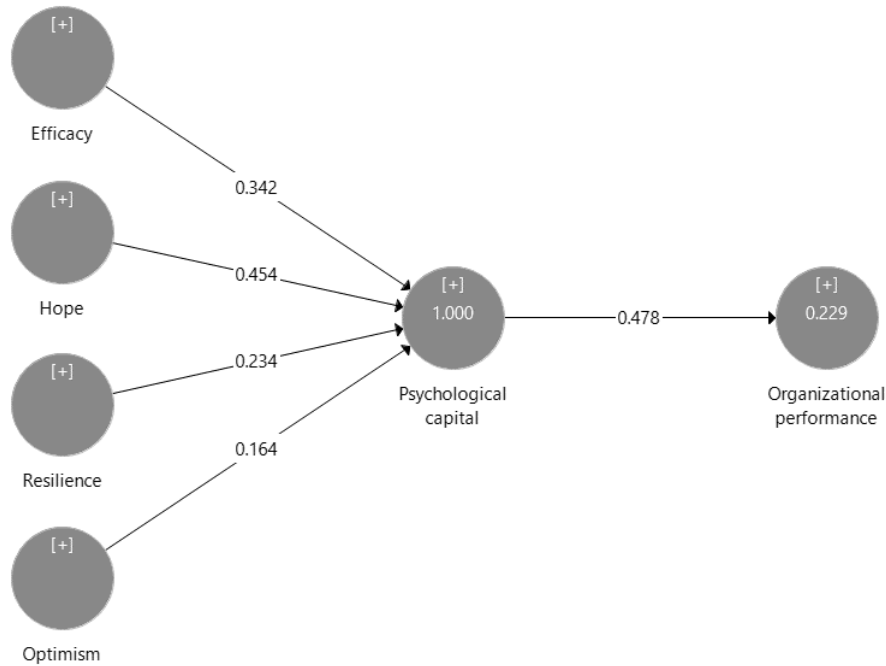 [+]
Efficacy
0.342
[+]
Hope
0.454
[+]
Resilience
0.234
[+]
Optimism
0.164
[+]
1.000
Psychological
capital
0.478
[+]
0.229
Organizational
performance